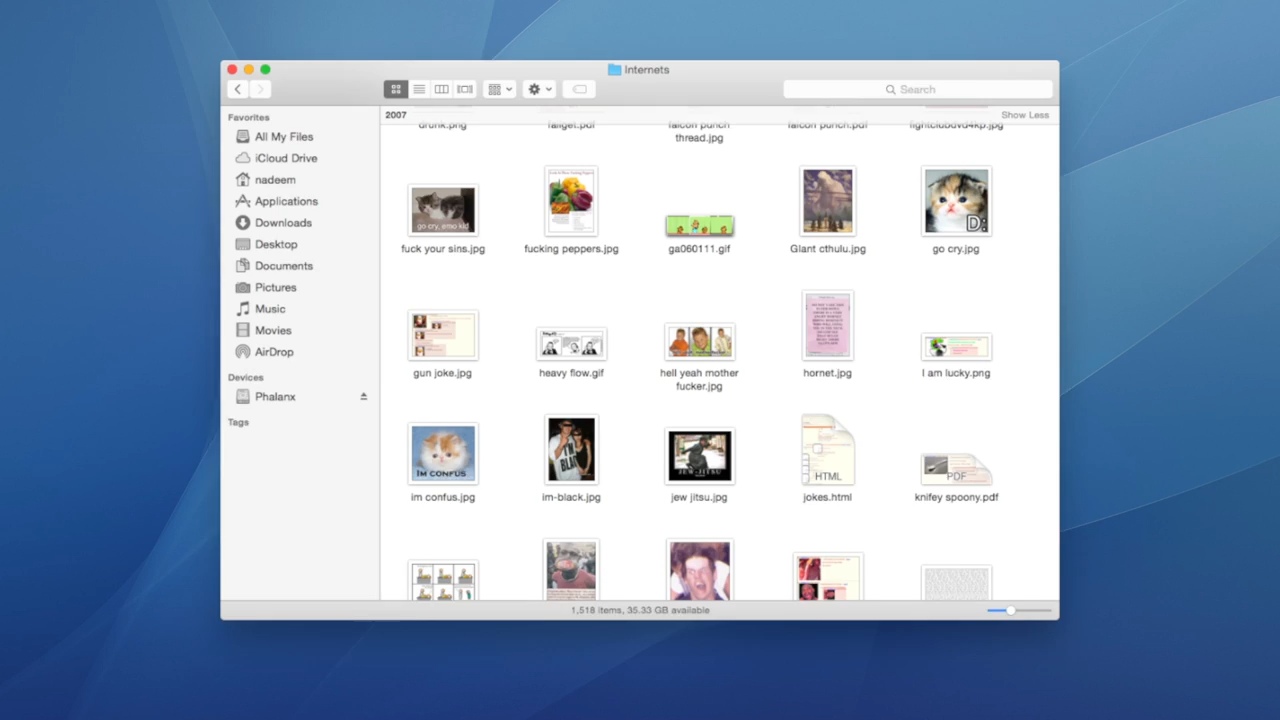 Internets
Search
Favorites
All My Files
iCloud Drive
nadeem
Applications
Downloads
Desktop
Documents
Pictures
Music
Movies
AirDrop
Devices
Phalanx
Tags
2007
Show Less
drunk.png
failget.pdf
falcon punch
thread.jpg
falcon punch.pdf
fightclubdvd4kp.jpg
go cry, emo kid
fuck your sins.jpg
fucking peppers.jpg
ga060111.gif
Giant cthulu.jpg
D:
go cry.jpg
gun joke.jpg
heavy flow.gif
hell yeah mother
fucker.jpg
hornet.jpg
I am lucky.png
IM CONFUS
im confus.jpg
im-black.jpg
JEW-JITSU
jew jitsu.jpg
HTML
jokes.html
PDF
knifey spoony.pdf
1,518 items, 35.33 GB available